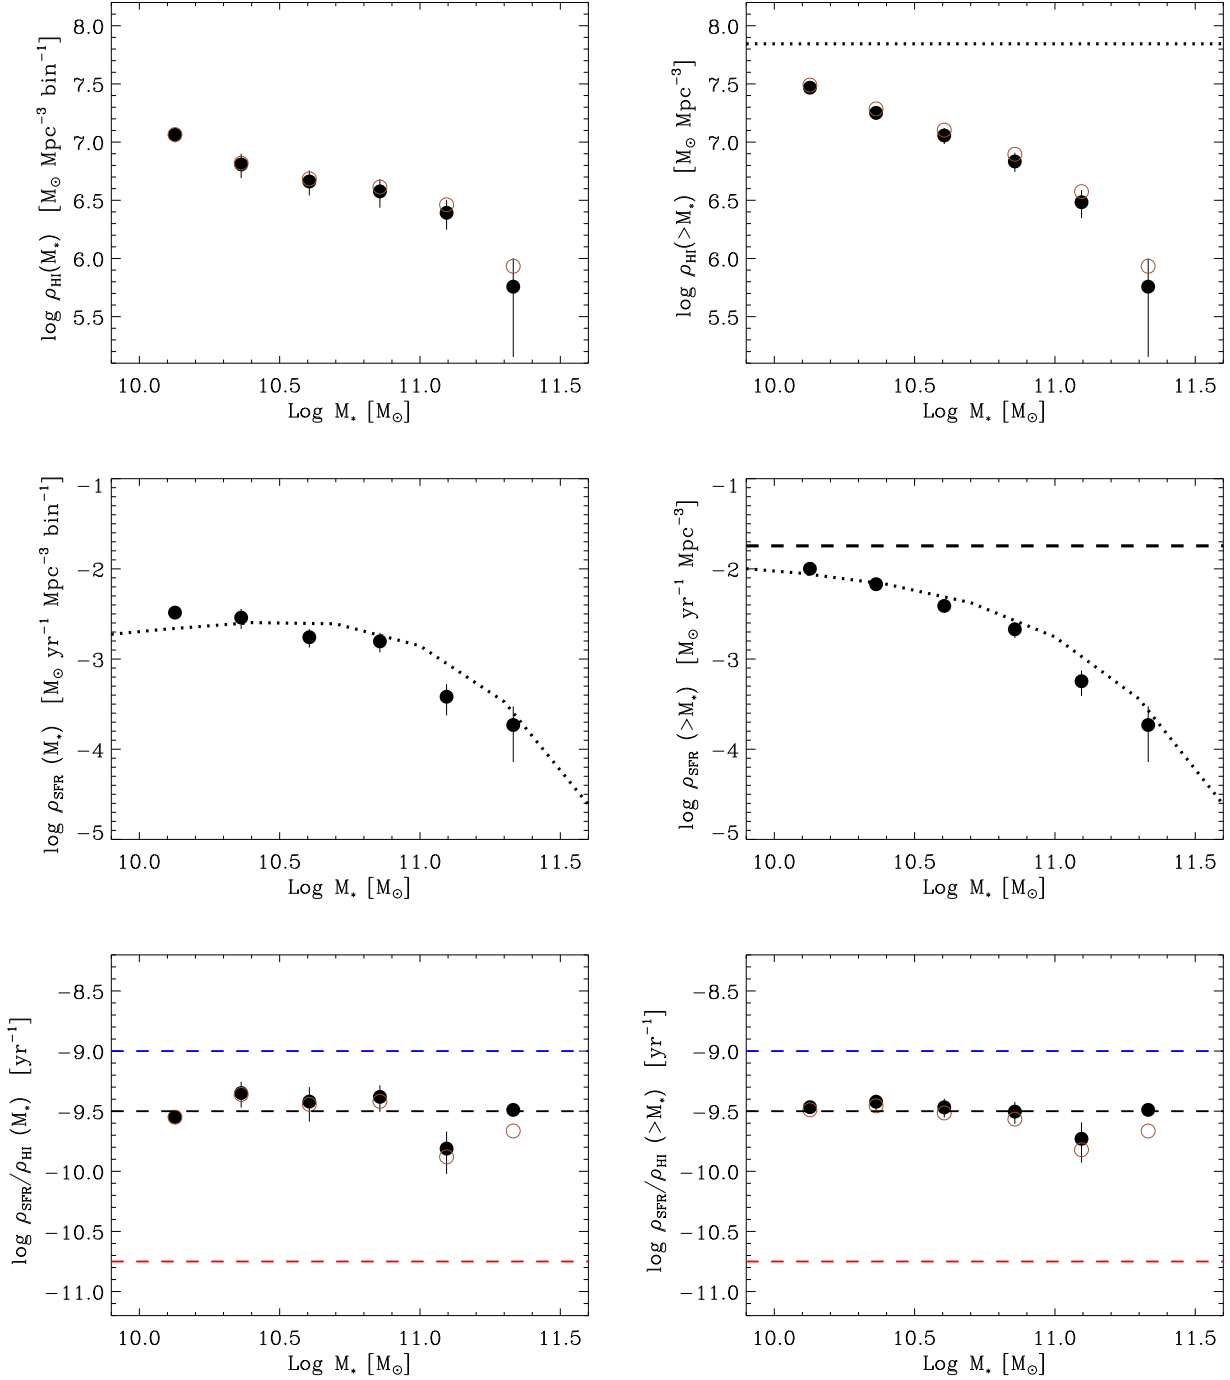 log ρHI(M*) [M⊙ Mpc−3 bin−1]
8.0
7.5
7.0
6.5
6.0
5.5
10.0 10.5 11.0 11.5
Log M* [M⊙]
log ρHI(>M*) [M⊙ Mpc−3]
8.0
7.5
7.0
6.5
6.0
5.5
10.0 10.5 11.0 11.5
Log M* [M⊙]
log ρSFR (M*) [M⊙ yr−1 Mpc−3 bin−1]
−1
−2
−3
−4
−5
10.0 10.5 11.0 11.5
Log M* [M⊙]
log ρSFR (>M*) [M⊙ yr−1 Mpc−3]
−1
−2
−3
−4
−5
10.0 10.5 11.0 11.5
Log M* [M⊙]
log ρSFR/ρHI (M*) [yr−1]
−8.5
−9.0
−9.5
−10.0
−10.5
−11.0
10.0 10.5 11.0 11.5
Log M* [M⊙]
log ρSFR/ρHI (>M*) [yr−1]
−8.5
−9.0
−9.5
−10.0
−10.5
−11.0
10.0 10.5 11.0 11.5
Log M* [M⊙]